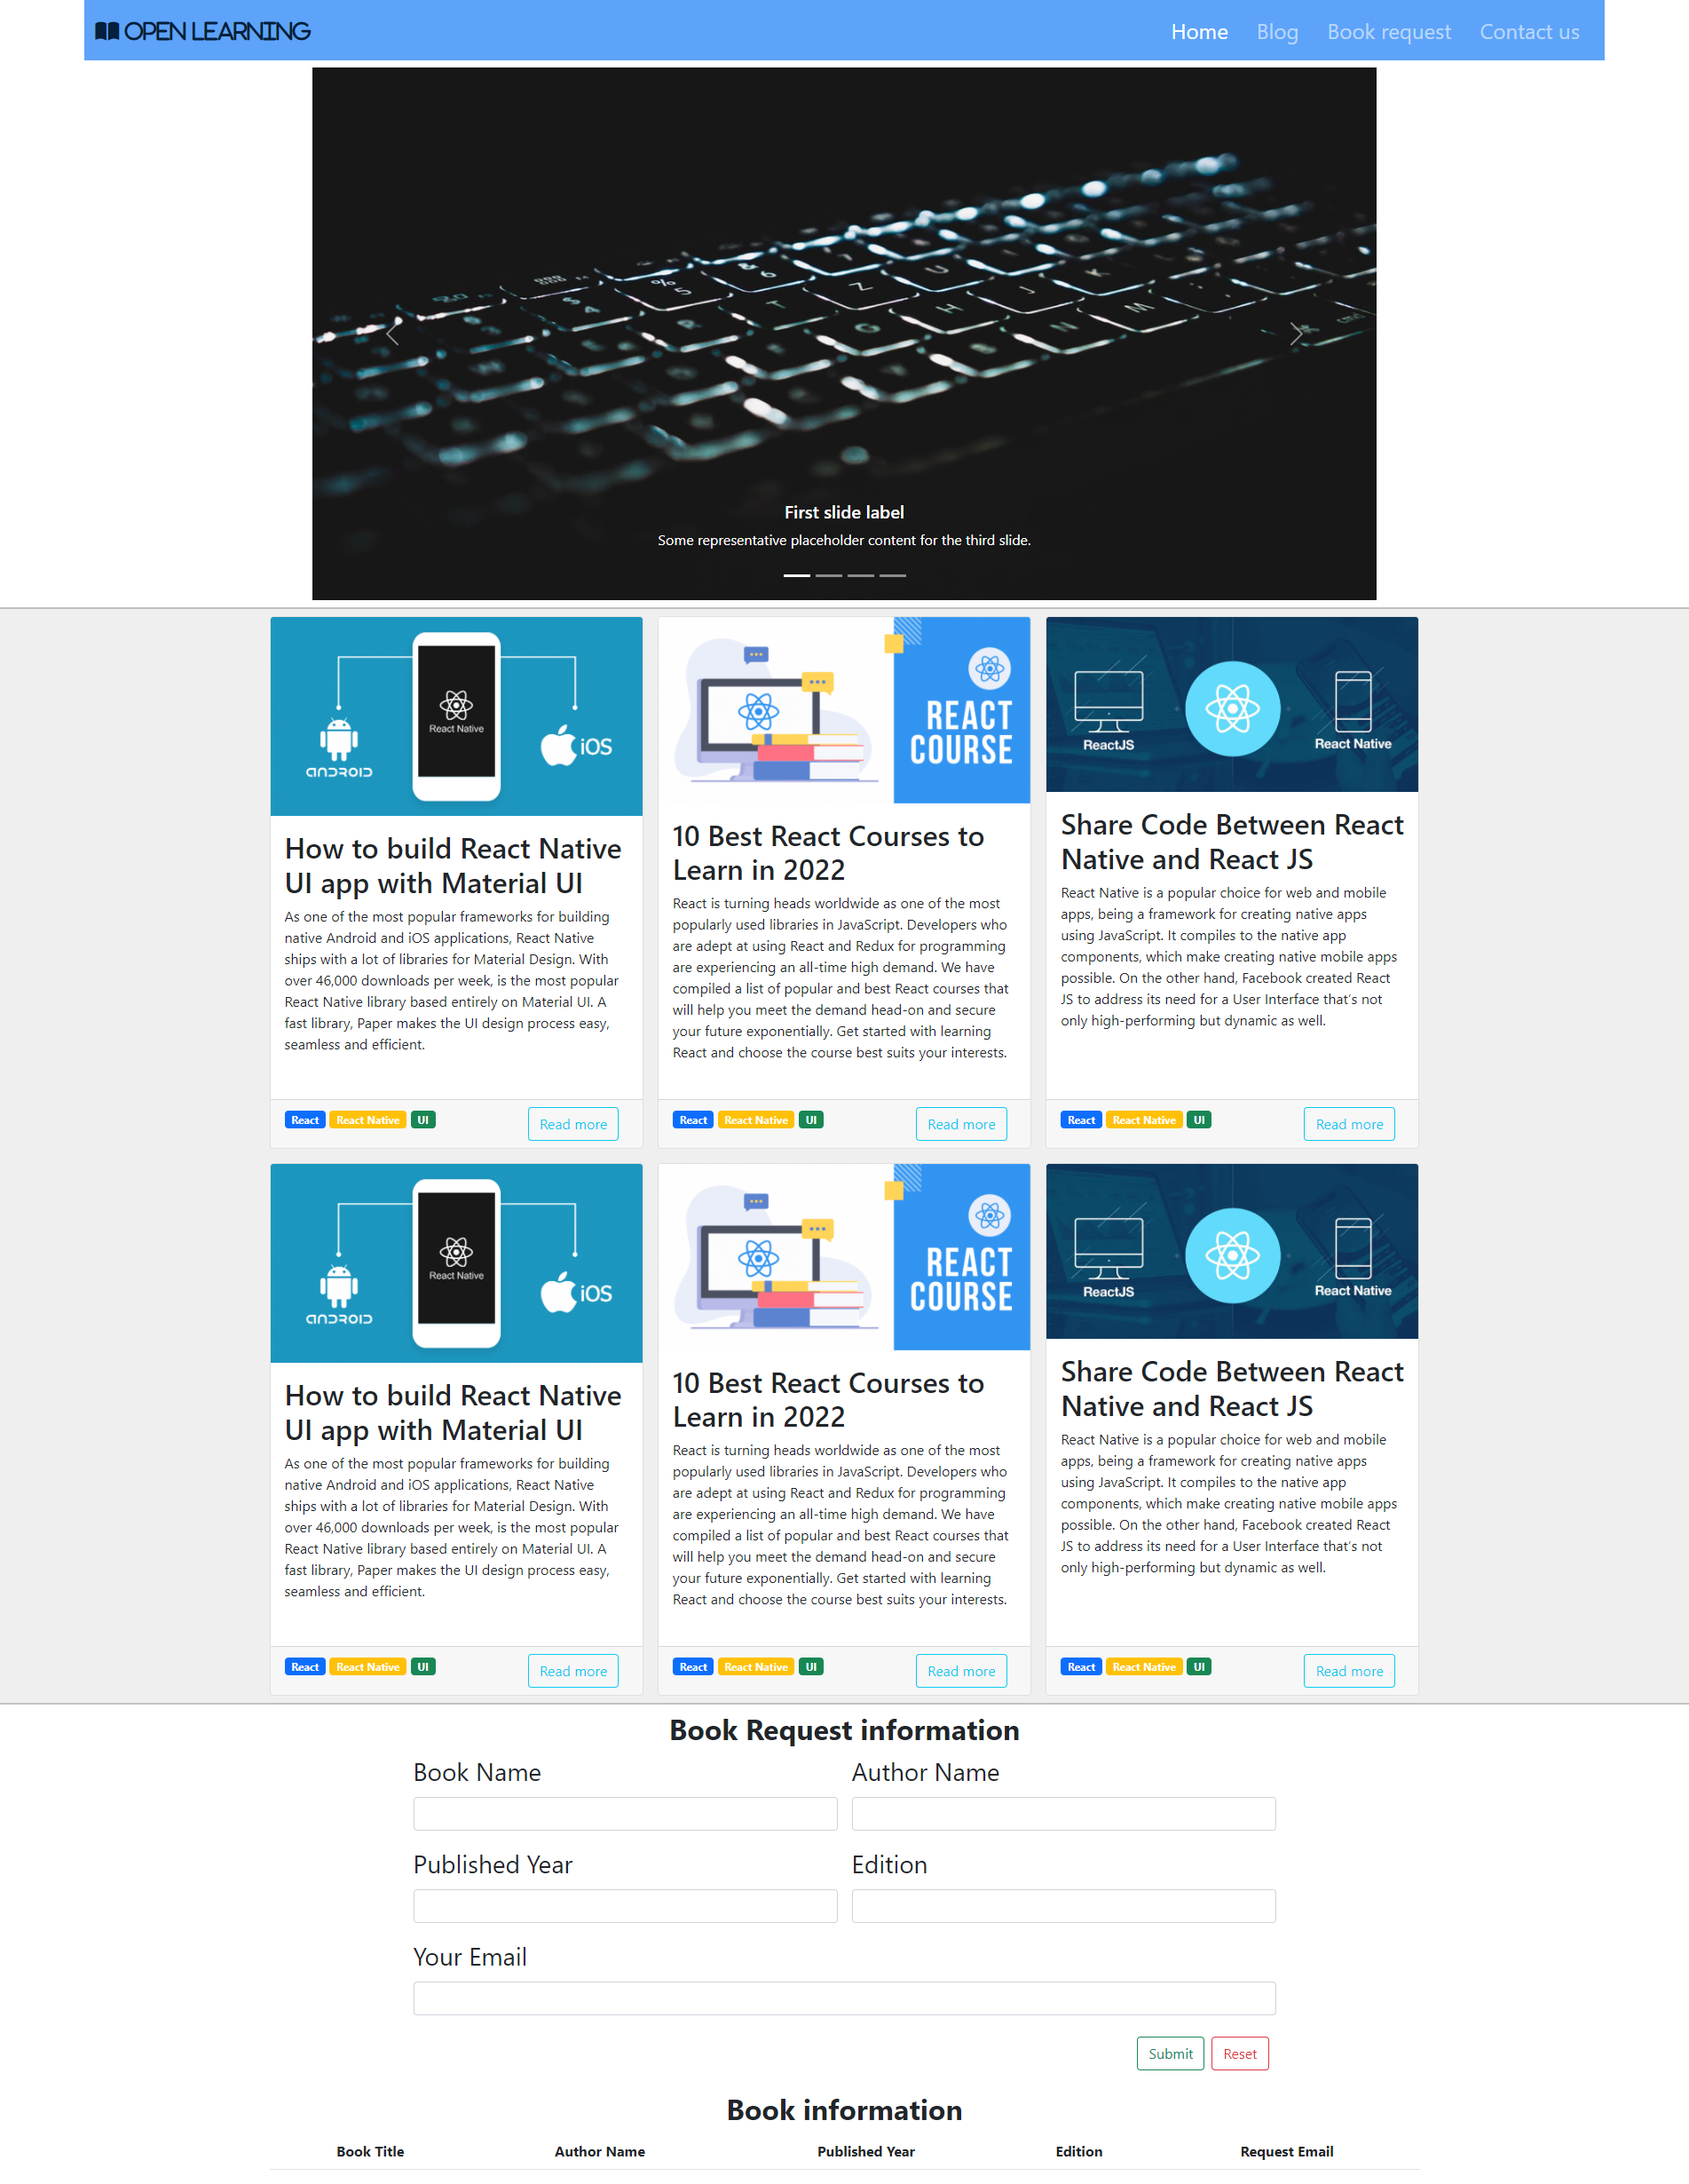 OPEN LEARNING
Home Blog Book request Contact us
First slide label
Some representative placeholder content for the third slide.
React Native
ANDROID
iOS
How to build React Native
UI app with Material UI
As one of the most popular frameworks for building
native Android and iOS applications, React Native
ships with a lot of libraries for Material Design. With
over 46,000 downloads per week, is the most popular
React Native library based entirely on Material UI. A
fast library, Paper makes the UI design process easy,
seamless and efficient.
React React Native UI Read more
REACT
COURSE
10 Best React Courses to
Learn in 2022
React is turning heads worldwide as one of the most
popularly used libraries in JavaScript. Developers who
are adept at using React and Redux for programming
are experiencing an all-time high demand. We have
compiled a list of popular and best React courses that
will help you meet the demand head-on and secure
your future exponentially. Get started with learning
React and choose the course best suits your interests.
React React Native UI Read more
ReactJS React Native
Share Code Between React
Native and React JS
React Native is a popular choice for web and mobile
apps, being a framework for creating native apps
using JavaScript. It compiles to the native app
components, which make creating native mobile apps
possible. On the other hand, Facebook created React
JS to address its need for a User Interface that's not
only high-performing but dynamic as well.
React React Native UI Read more
React Native
ANDROID
iOS
How to build React Native
UI app with Material UI
As one of the most popular frameworks for building
native Android and iOS applications, React Native
ships with a lot of libraries for Material Design. With
over 46,000 downloads per week, is the most popular
React Native library based entirely on Material UI. A
fast library, Paper makes the UI design process easy,
seamless and efficient.
React React Native UI Read more
REACT
COURSE
10 Best React Courses to
Learn in 2022
React is turning heads worldwide as one of the most
popularly used libraries in JavaScript. Developers who
are adept at using React and Redux for programming
are experiencing an all-time high demand. We have
compiled a list of popular and best React courses that
will help you meet the demand head-on and secure
your future exponentially. Get started with learning
React and choose the course best suits your interests.
React React Native UI Read more
ReactJS React Native
Share Code Between React
Native and React JS
React Native is a popular choice for web and mobile
apps, being a framework for creating native apps
using JavaScript. It compiles to the native app
components, which make creating native mobile apps
possible. On the other hand, Facebook created React
JS to address its need for a User Interface that's not
only high-performing but dynamic as well.
React React Native UI Read more
Book Request information
Book Name Author Name
Published Year Edition
Your Email
Submit Reset
Book information
Book Title Author Name Published Year Edition Request Email